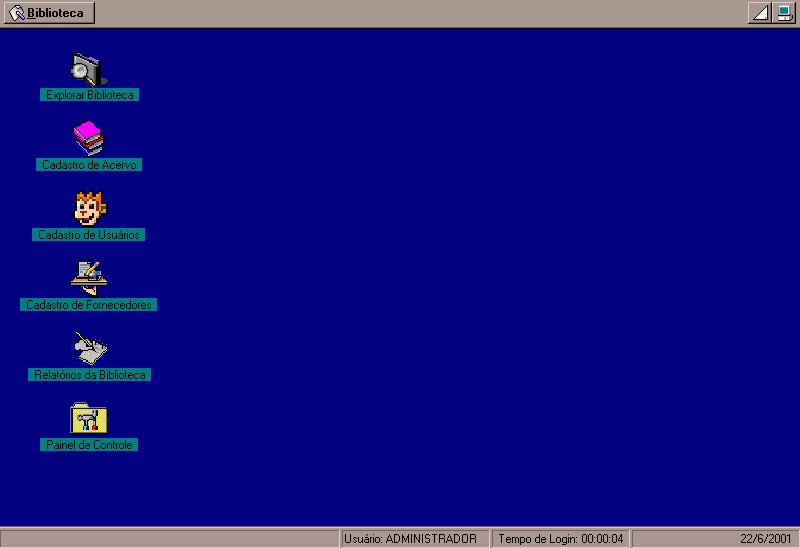 Biblioteca
Explorar Biblioteca
Cadastro de Acervo
Cadastro de Usuários
Cadastro de Fornecedores
Relatórios da Biblioteca
Painel de Controle
Usuário: ADMINISTRADOR
Tempo de Login: 00:00:04
22/6/2001